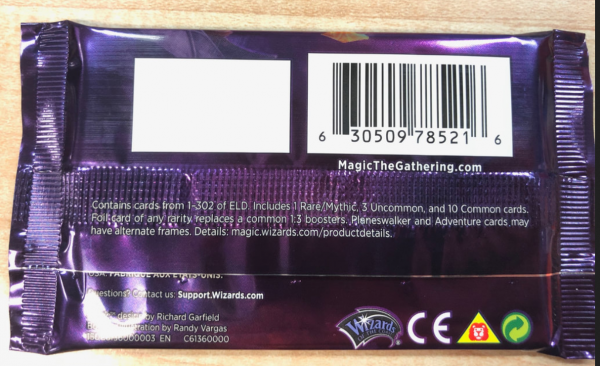 6 30509 78521 6
MagicTheGathering.com
Contains cards from 1-302 of ELD. Includes 1 Rare/Mythic, 3 Uncommon, and 10 Common cards.
Foil card of any rarity replaces a common 1:3 boosters. Planeswalker and Adventure cards may
have alternate frames. Details: magic.wizards.com/productdetails.
USA. FABRIQUÉ AUX ÉTATS-UNIS.
Questions? Contact us: Support.Wizards.com
design by Richard Garfield
by Randy Vargas
EN C61360000
Wizards
OF THE COAST
CE